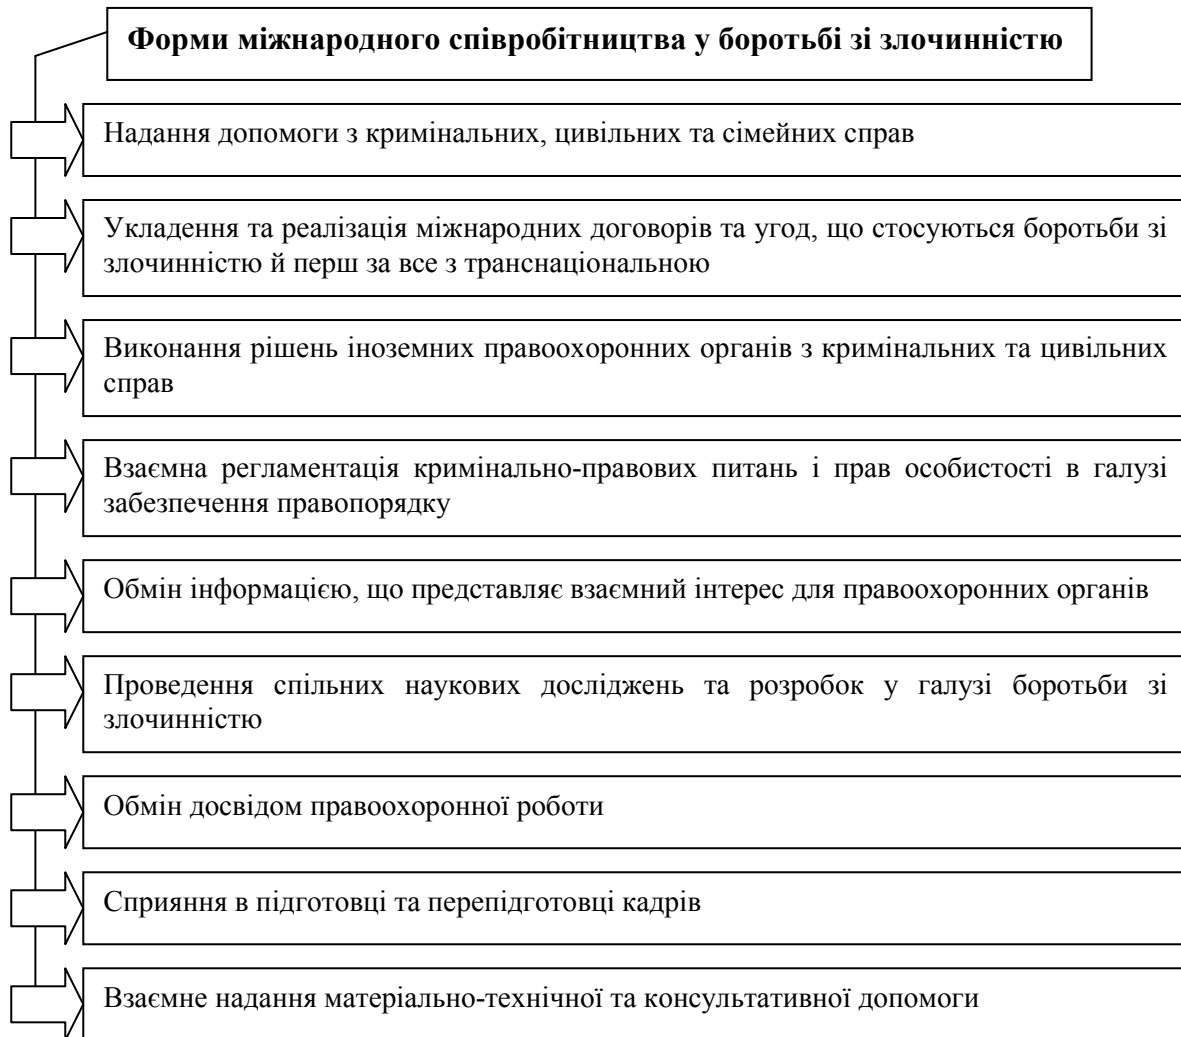 Форми міжнародного співробітництва у боротьбі зі злочинністю
Надання допомоги з кримінальних, цивільних та сімейних справ
Укладення та реалізація міжнародних договорів та угод, що стосуються боротьби зі
злочинністю й перш за все з транснаціональною
Виконання рішень іноземних правоохоронних органів з кримінальних та цивільних
справ
Взаємна регламентація кримінально-правових питань і прав особистості в галузі
забезпечення правопорядку
Обмін інформацією, що представляє взаємний інтерес для правоохоронних органів
Проведення спільних наукових досліджень та розробок у галузі боротьби зі
злочинністю
Обмін досвідом правоохоронної роботи
Сприяння в підготовці та перепідготовці кадрів
Взаємне надання матеріально-технічної та консультативної допомоги